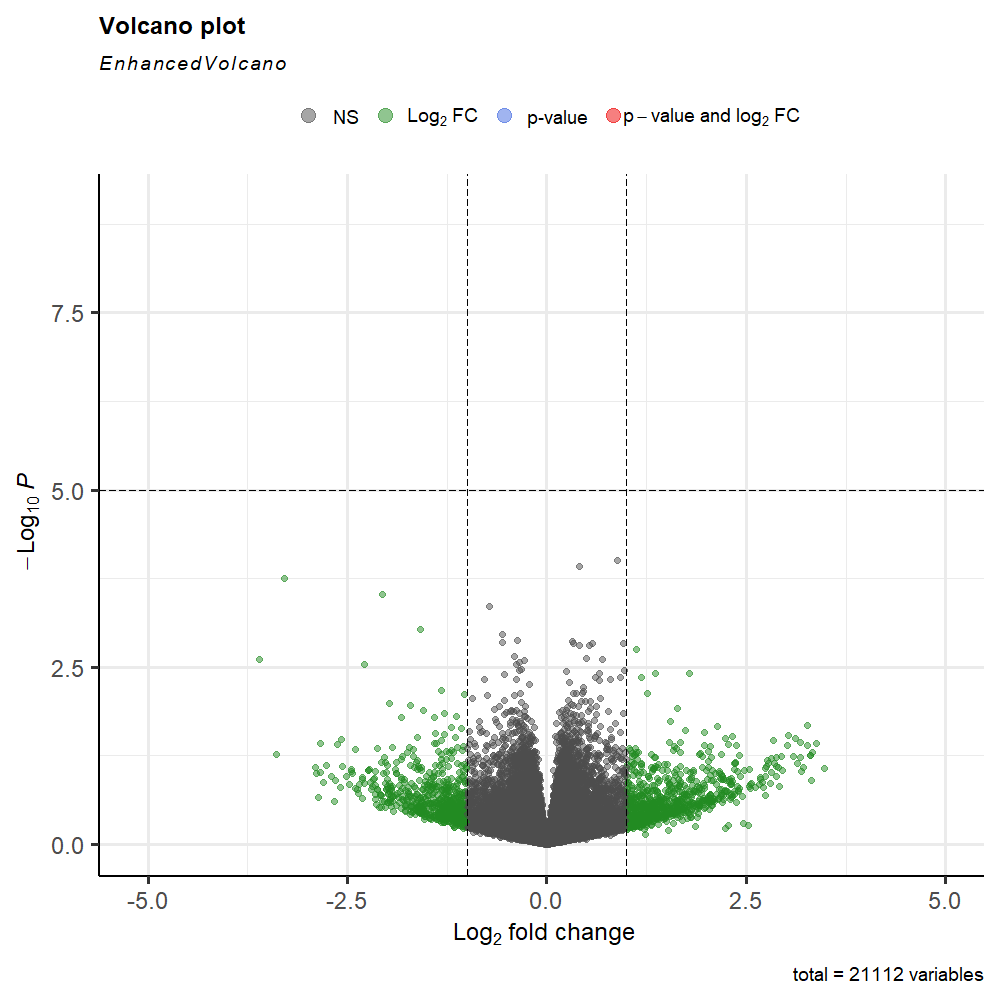 Volcano plot
EnhancedVolcano
NS Log₂ FC p-value p − value and log₂ FC
7.5
5.0
2.5
0.0
−Log₁₀ P
-5.0 -2.5 0.0 2.5 5.0
Log₂ fold change
total = 21112 variables